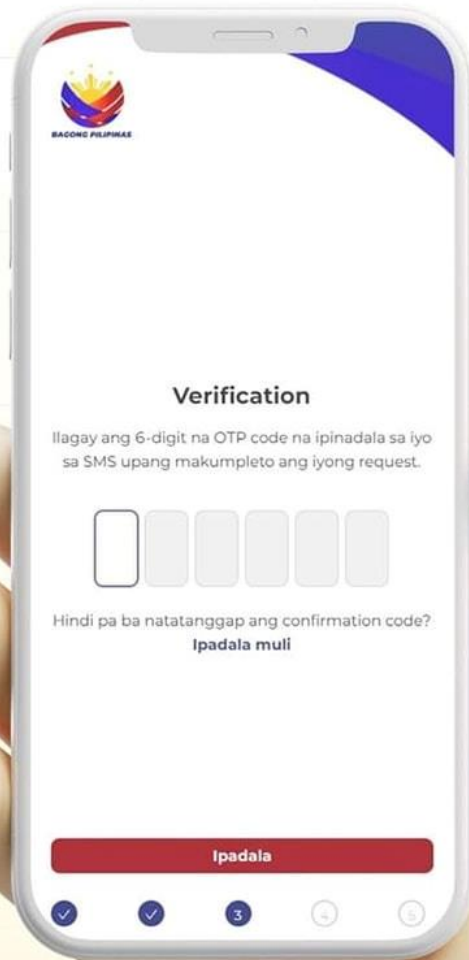 BAGONG PILIPINAS
Verification
Ilagay ang 6-digit na OTP code na ipinadala sa iyo
sa SMS upang makumpleto ang iyong request.
Hindi pa ba natatanggap ang confirmation code?
Ipadala muli
Ipadala
3 4 5